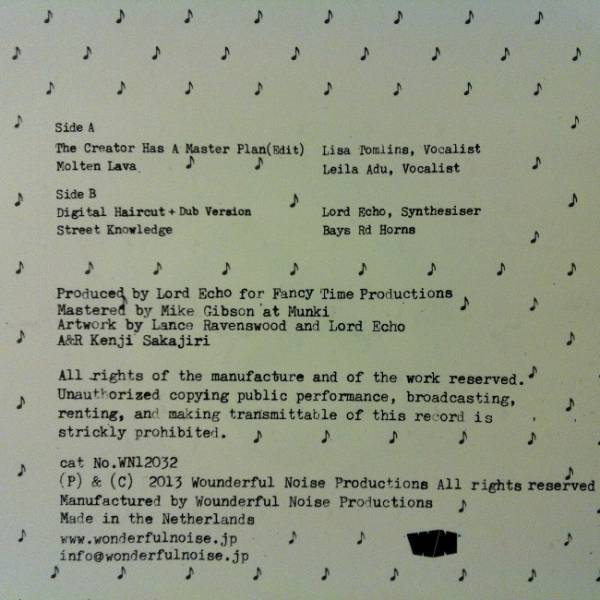 Side A
The Creator Has A Master Plan(Edit) Lisa Tomlins, Vocalist
Molten Lava Leila Adu, Vocalist
Side B
Digital Haircut + Dub Version Lord Echo, Synthesiser
Street Knowledge Bays Rd Horns
Produced by Lord Echo for Fancy Time Productions
Mastered by Mike Gibson at Munki
Artwork by Lance Ravenswood and Lord Echo
A&R Kenji Sakajiri
All rights of the manufacture and of the work reserved.
Unauthorized copying public performance, broadcasting,
renting, and making transmittable of this record is
strickly prohibited.
cat No.WN12032
(P) & (C) 2013 Wounderful Noise Productions All rights reserved
Manufactured by Wounderful Noise Productions
Made in the Netherlands
www.wonderfulnoise.jp
info@wonderfulnoise.jp
WN